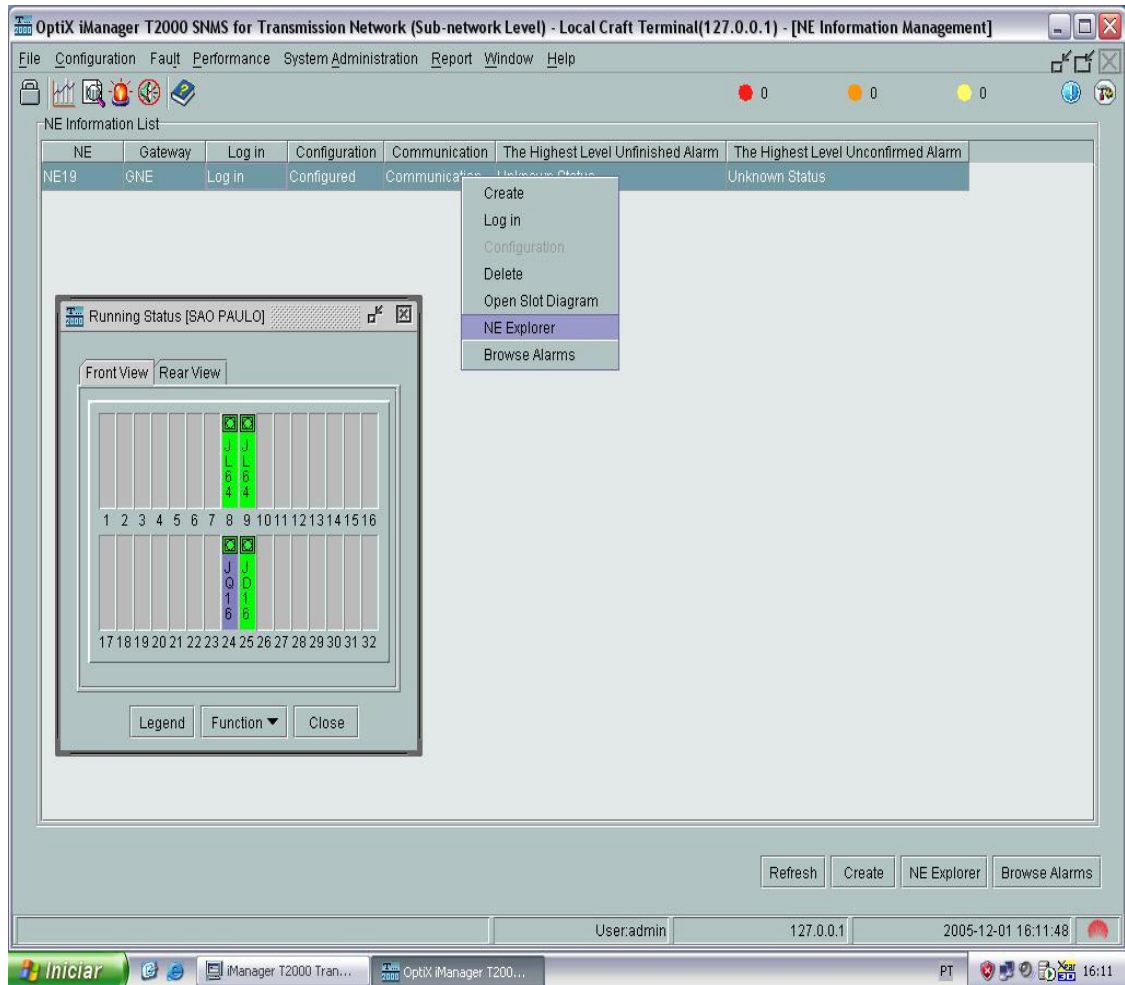 OptiX iManager T2000 SNMS for Transmission Network (Sub-network Level) - Local Craft Terminal(127.0.0.1) - [NE Information Management]
File Configuration Fault Performance System Administration Report Window Help
0 0 0
NE Information List
NE Gateway Log in Configuration Communication The Highest Level Unfinished Alarm The Highest Level Unconfirmed Alarm
NE19 GNE Log in Configured Communication Unknown Status Unknown Status
Create
Log in
Configuration
Delete
Open Slot Diagram
NE Explorer
Browse Alarms
Running Status [SAO PAULO]
Front View Rear View
JL64 JL64
1 2 3 4 5 6 7 8 9 10 11 12 13 14 15 16
JQ16 JD16
17 18 19 20 21 22 23 24 25 26 27 28 29 30 31 32
Legend Function Close
Refresh Create NE Explorer Browse Alarms
User:admin 127.0.0.1 2005-12-01 16:11:48
Iniciar iManager T2000 Tran... OptiX iManager T200... PT 16:11